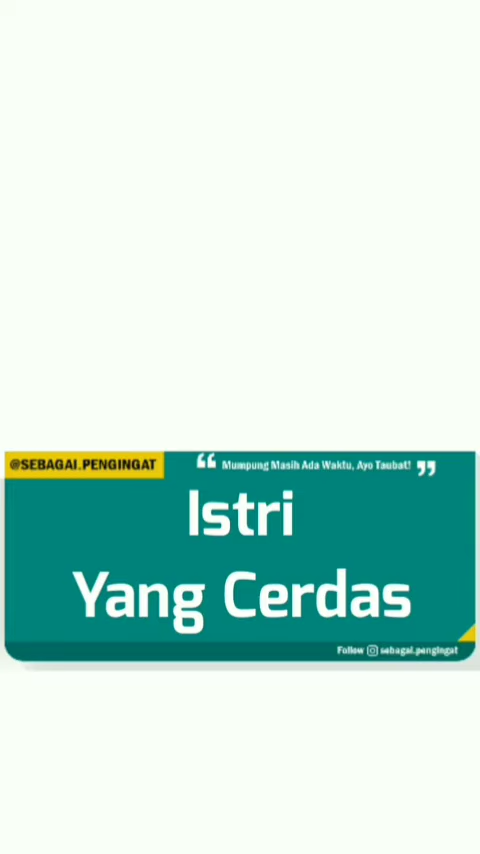 @SEBAGAI.PENGINGAT
“ Mumpung Masih Ada Waktu, Ayo Taubat! ”
Istri
Yang Cerdas
Follow sebagai.pengingat